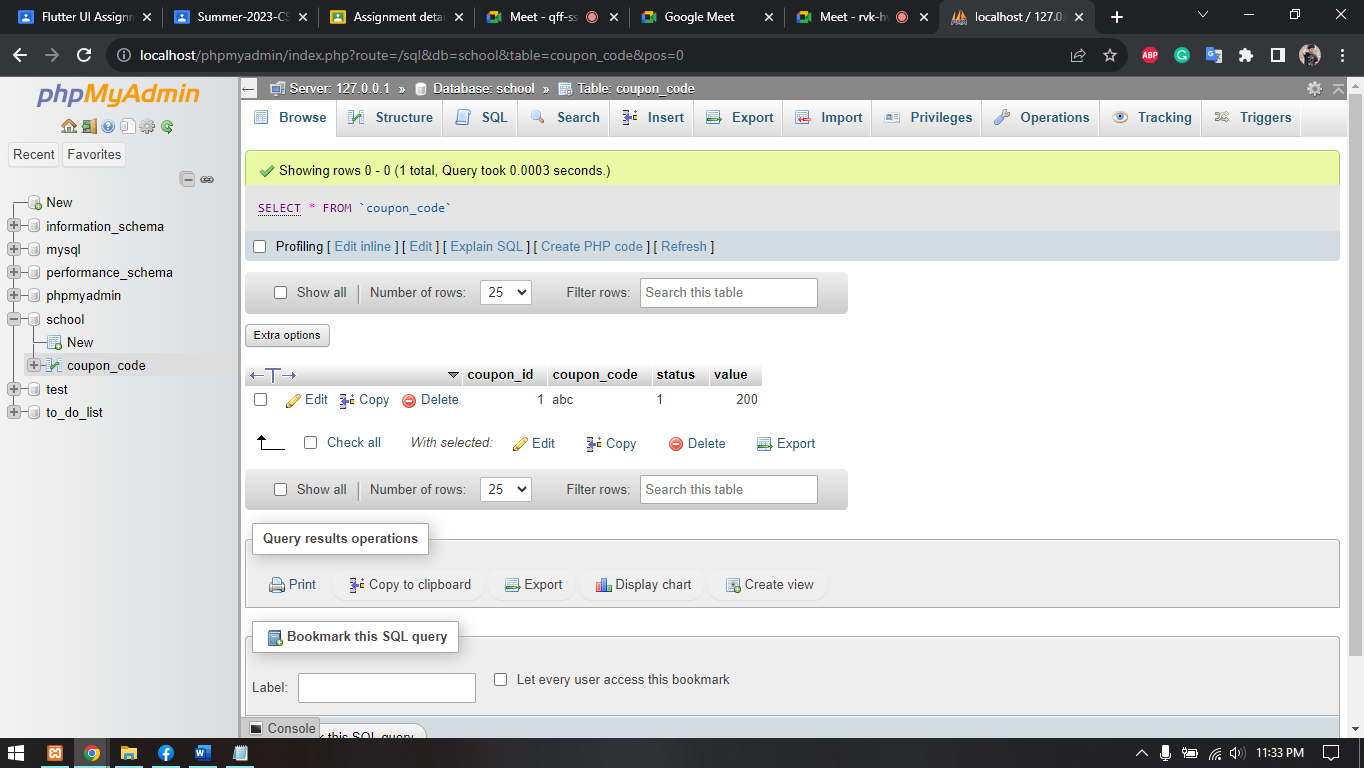 Flutter UI Assignm
Summer-2023-CS
Assignment detai
Meet - qff-ss
Google Meet
Meet - rvk-hv
localhost / 127.0.
localhost/phpmyadmin/index.php?route=/sql&db=school&table=coupon_code&pos=0
ABP
phpMyAdmin
Recent
Favorites
New
information_schema
mysql
performance_schema
phpmyadmin
school
New
coupon_code
test
to_do_list
Server: 127.0.0.1 » Database: school » Table: coupon_code
Browse Structure SQL Search Insert Export Import Privileges Operations Tracking Triggers
Showing rows 0 - 0 (1 total, Query took 0.0003 seconds.)
SELECT * FROM `coupon_code`
Profiling [ Edit inline ] [ Edit ] [ Explain SQL ] [ Create PHP code ] [ Refresh ]
Show all Number of rows: 25 Filter rows: Search this table
Extra options
coupon_id coupon_code status value
Edit Copy Delete 1 abc 1 200
Check all With selected: Edit Copy Delete Export
Show all Number of rows: 25 Filter rows: Search this table
Query results operations
Print Copy to clipboard Export Display chart Create view
Bookmark this SQL query
Label: Let every user access this bookmark
Console
this SQL query
11:33 PM